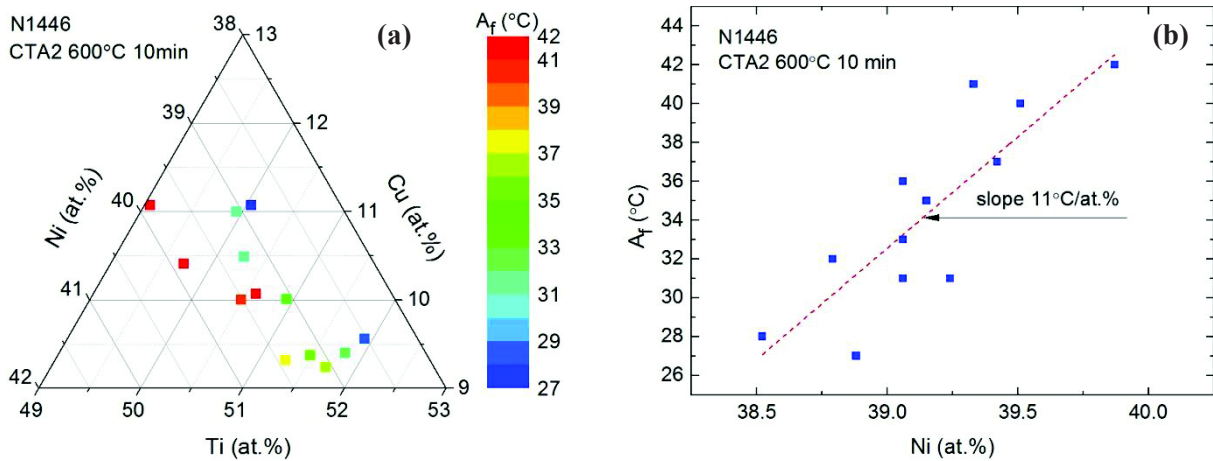 N1446
CTA2 600°C 10min
(a)
A_f (°C)
38
13
39
12
40
11
41
10
42
9
49
50
51
52
53
Ni (at.%)
Cu (at.%)
Ti (at.%)
42
41
39
37
35
33
31
29
27
N1446
CTA2 600°C 10 min
(b)
44
42
40
38
36
34
32
30
28
26
A_f (°C)
slope 11°C/at.%
38.5
39.0
39.5
40.0
Ni (at.%)